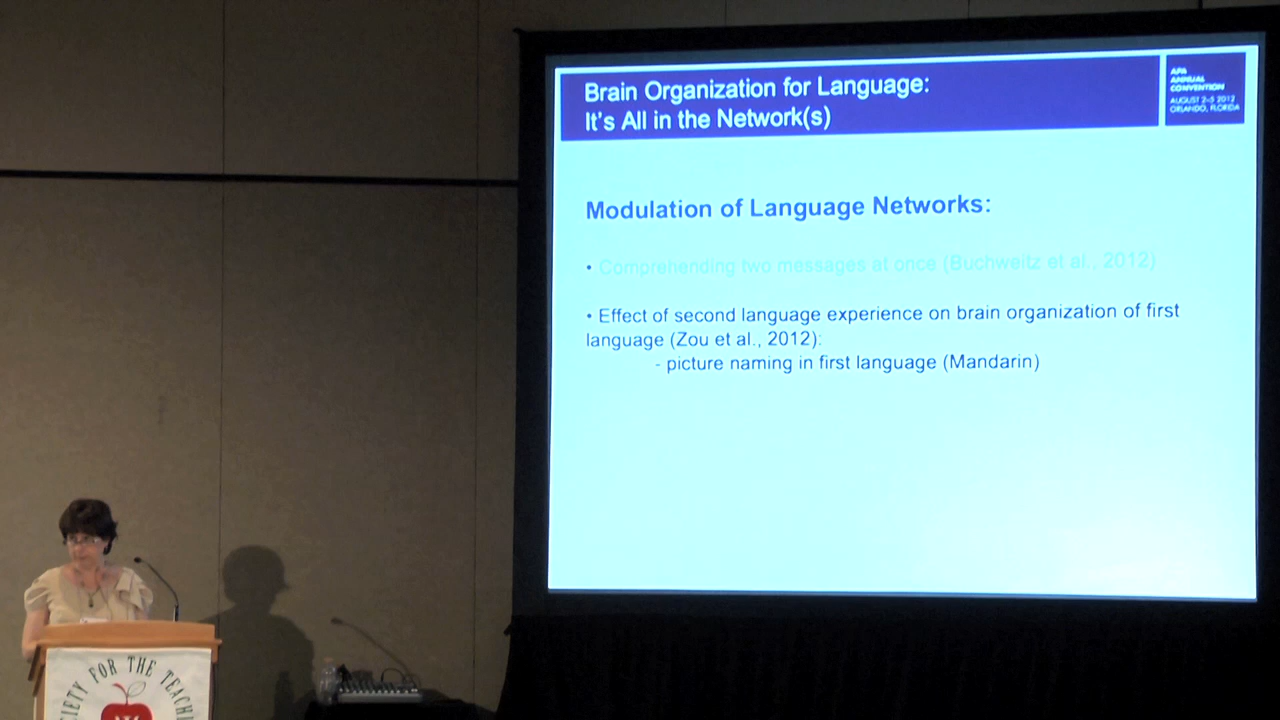 Brain Organization for Language:
It's All in the Network(s)
APA
ANNUAL
CONVENTION
AUGUST 2-5 2012
ORLANDO, FLORIDA
Modulation of Language Networks:
• Comprehending two messages at once (Buchweitz et al., 2012)
• Effect of second language experience on brain organization of first
language (Zou et al., 2012):
- picture naming in first language (Mandarin)
CIETY FOR THE TEACHI